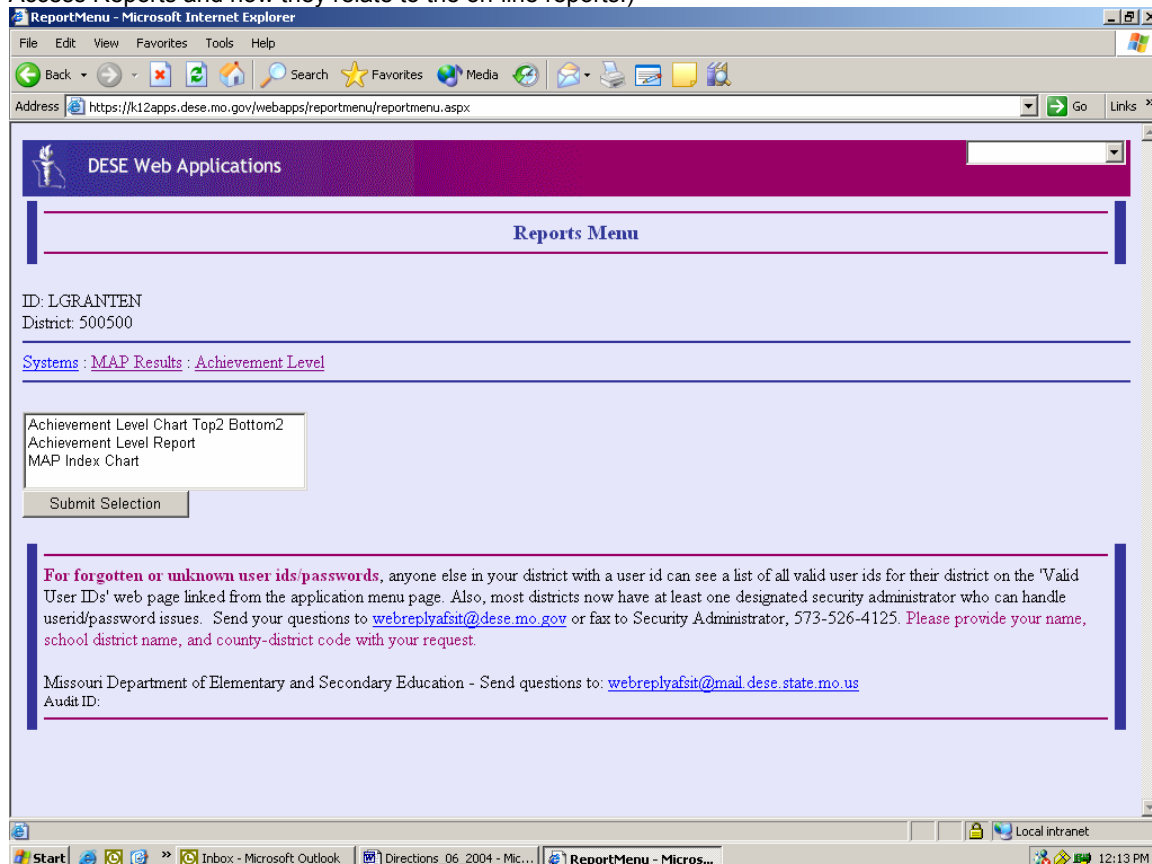 Access Reports and how they relate to the on-line reports.)
ReportMenu - Microsoft Internet Explorer
File Edit View Favorites Tools Help
Back Search Favorites Media
Address https://k12apps.dese.mo.gov/webapps/reportmenu/reportmenu.aspx Go Links »
DESE Web Applications
Reports Menu
ID: LGRANTEN
District: 500500
Systems : MAP Results : Achievement Level
Achievement Level Chart Top2 Bottom2
Achievement Level Report
MAP Index Chart
Submit Selection
For forgotten or unknown user ids/passwords, anyone else in your district with a user id can see a list of all valid user ids for their district on the 'Valid
User IDs' web page linked from the application menu page. Also, most districts now have at least one designated security administrator who can handle
userid/password issues. Send your questions to webreplyafsit@dese.mo.gov or fax to Security Administrator, 573-526-4125. Please provide your name,
school district name, and county-district code with your request.
Missouri Department of Elementary and Secondary Education - Send questions to: webreplyafsit@mail.dese.state.mo.us
Audit ID:
Local intranet
Start » Inbox - Microsoft Outlook Directions_06_2004 - Mic... ReportMenu - Micros... 12:13 PM